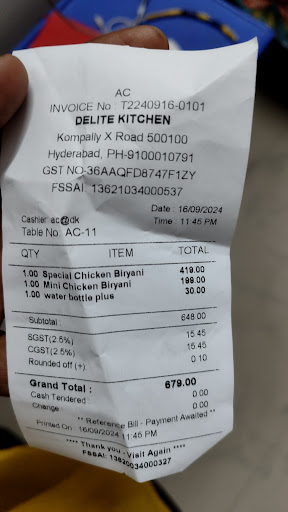 AC
INVOICE No : T2240916-0101
DELITE KITCHEN
Kompally X Road 500100
Hyderabad, PH-9100010791
GST NO-36AAQFD8747F1ZY
FSSAI: 13621034000537
Date : 16/09/2024
Cashier: ac@dk Time : 11:45 PM
Table No: AC-11
QTY ITEM TOTAL
1.00 Special Chicken Biryani 419.00
1.00 Mini Chicken Biryani 199.00
1.00 water bottle plus 30.00
Subtotal : 648.00
SGST(2.5%) 15.45
CGST(2.5%) 15.45
Rounded off (+) 0.10
Grand Total : 679.00
Cash Tendered : 0.00
Change 0.00
** Reference Bill - Payment Awaited **
Printed On : 16/09/2024 11:45 PM
**** Thank you - Visit Again ****
FSSAI: 13620034000327